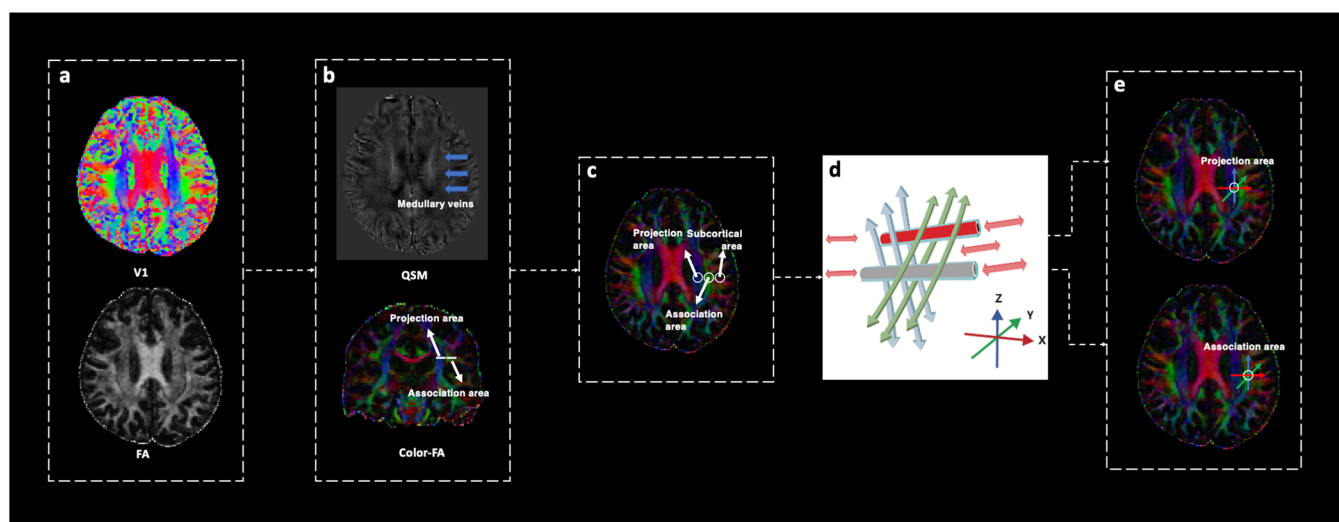 a
V1
FA
b
Medullary veins
QSM
Projection area
Association area
Color-FA
c
Projection
area
Subcortical
area
Association
area
d
Z
Y
X
e
Projection area
Association area